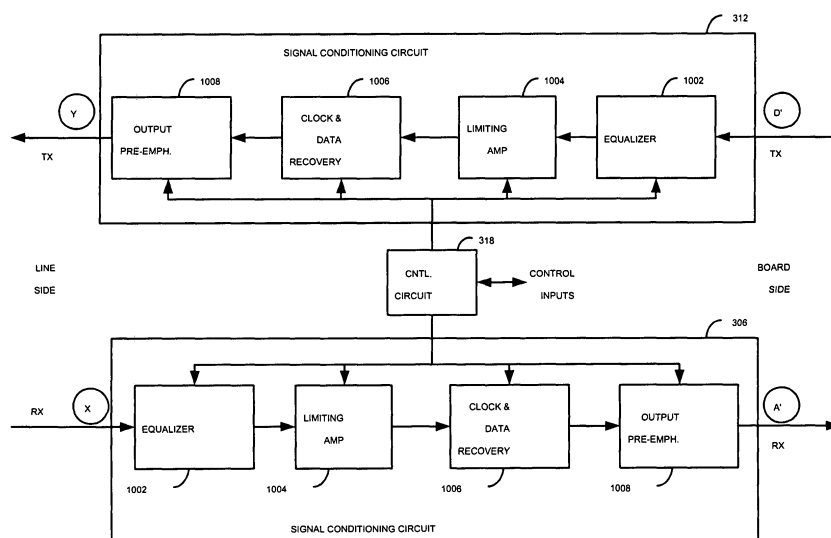 312
SIGNAL CONDITIONING CIRCUIT
1008
1006
1004
1002
Y
OUTPUT
PRE-EMPH.
CLOCK &
DATA
RECOVERY
LIMITING
AMP
EQUALIZER
D'
TX
TX
318
LINE
SIDE
CNTL.
CIRCUIT
CONTROL
INPUTS
BOARD
SIDE
306
RX
X
EQUALIZER
LIMITING
AMP
CLOCK &
DATA
RECOVERY
OUTPUT
PRE-EMPH.
A'
RX
1002
1004
1006
1008
SIGNAL CONDITIONING CIRCUIT